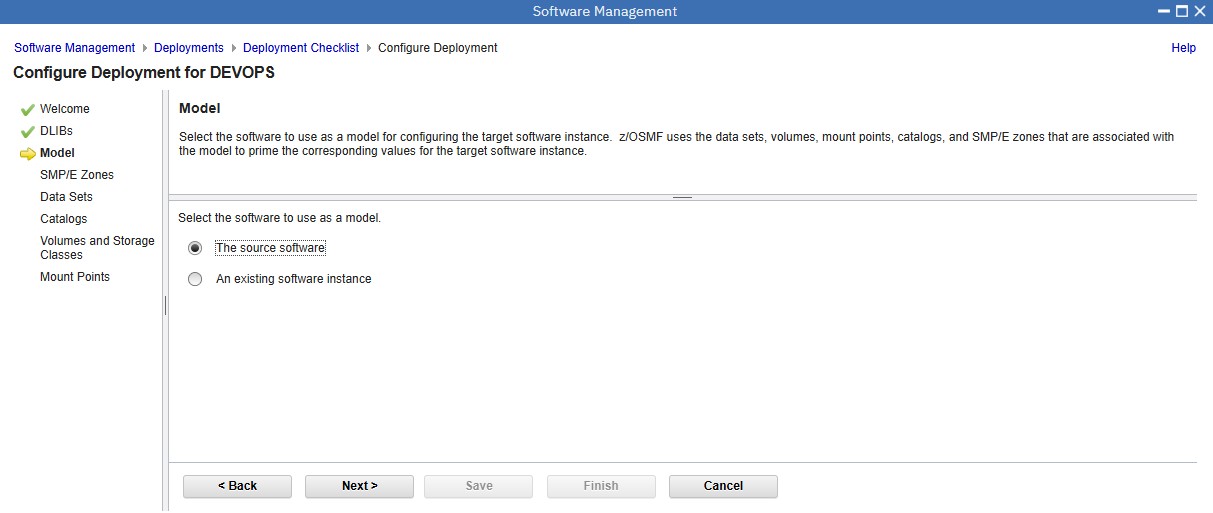 Software Management
Software Management Deployments Deployment Checklist Configure Deployment Help
Configure Deployment for DEVOPS
Welcome
DLIBs
Model
SMP/E Zones
Data Sets
Catalogs
Volumes and Storage
Classes
Mount Points
Model
Select the software to use as a model for configuring the target software instance. z/OSMF uses the data sets, volumes, mount points, catalogs, and SMP/E zones that are associated with
the model to prime the corresponding values for the target software instance.
Select the software to use as a model.
The source software
An existing software instance
< Back Next > Save Finish Cancel